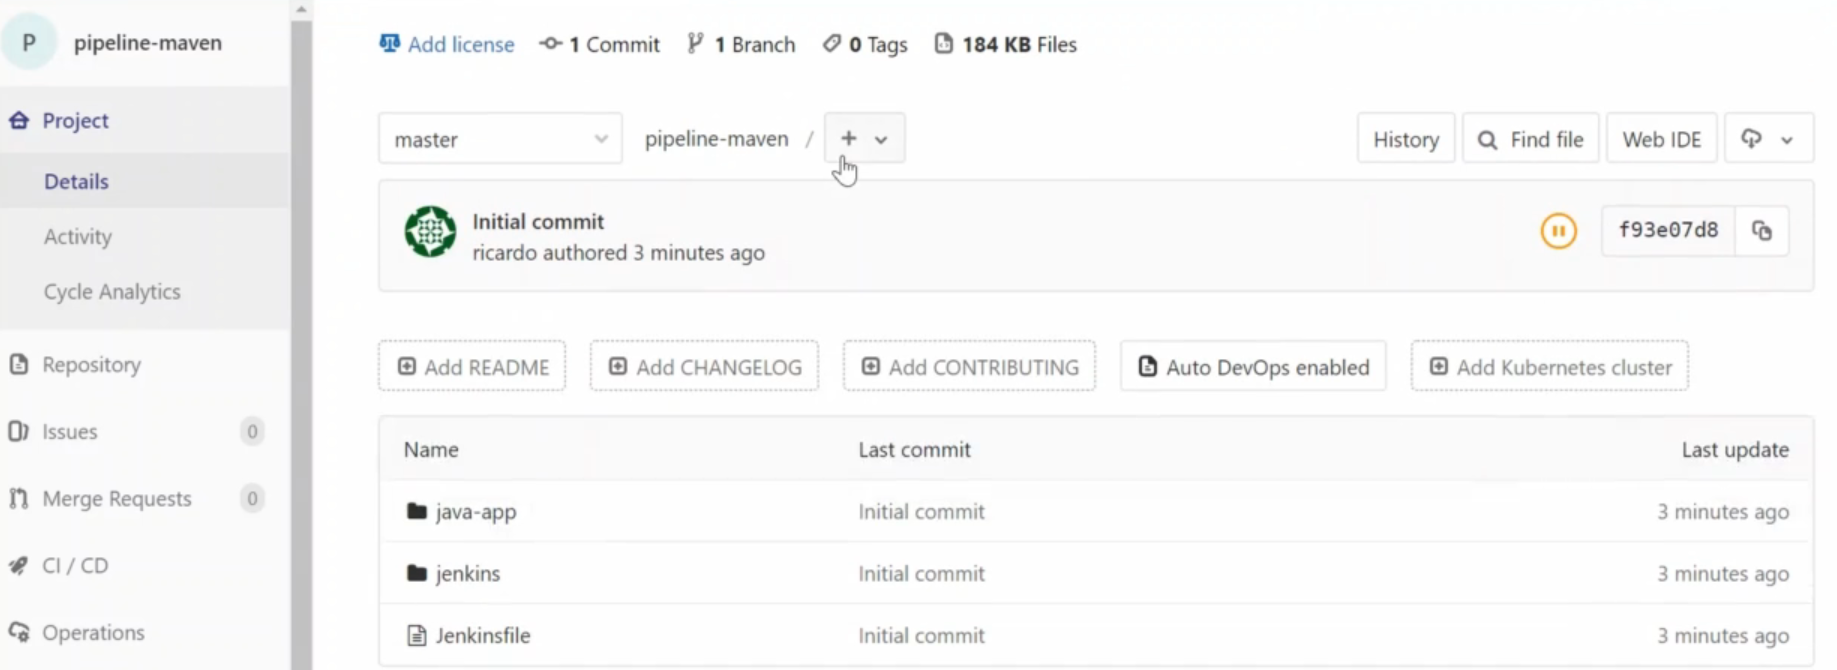 P pipeline-maven
Project
Details
Activity
Cycle Analytics
Repository
Issues 0
Merge Requests 0
CI / CD
Operations
Add license 1 Commit 1 Branch 0 Tags 184 KB Files
master pipeline-maven / +
History Find file Web IDE
Initial commit
ricardo authored 3 minutes ago
f93e07d8
Add README Add CHANGELOG Add CONTRIBUTING Auto DevOps enabled Add Kubernetes cluster
Name Last commit Last update
java-app Initial commit 3 minutes ago
jenkins Initial commit 3 minutes ago
Jenkinsfile Initial commit 3 minutes ago